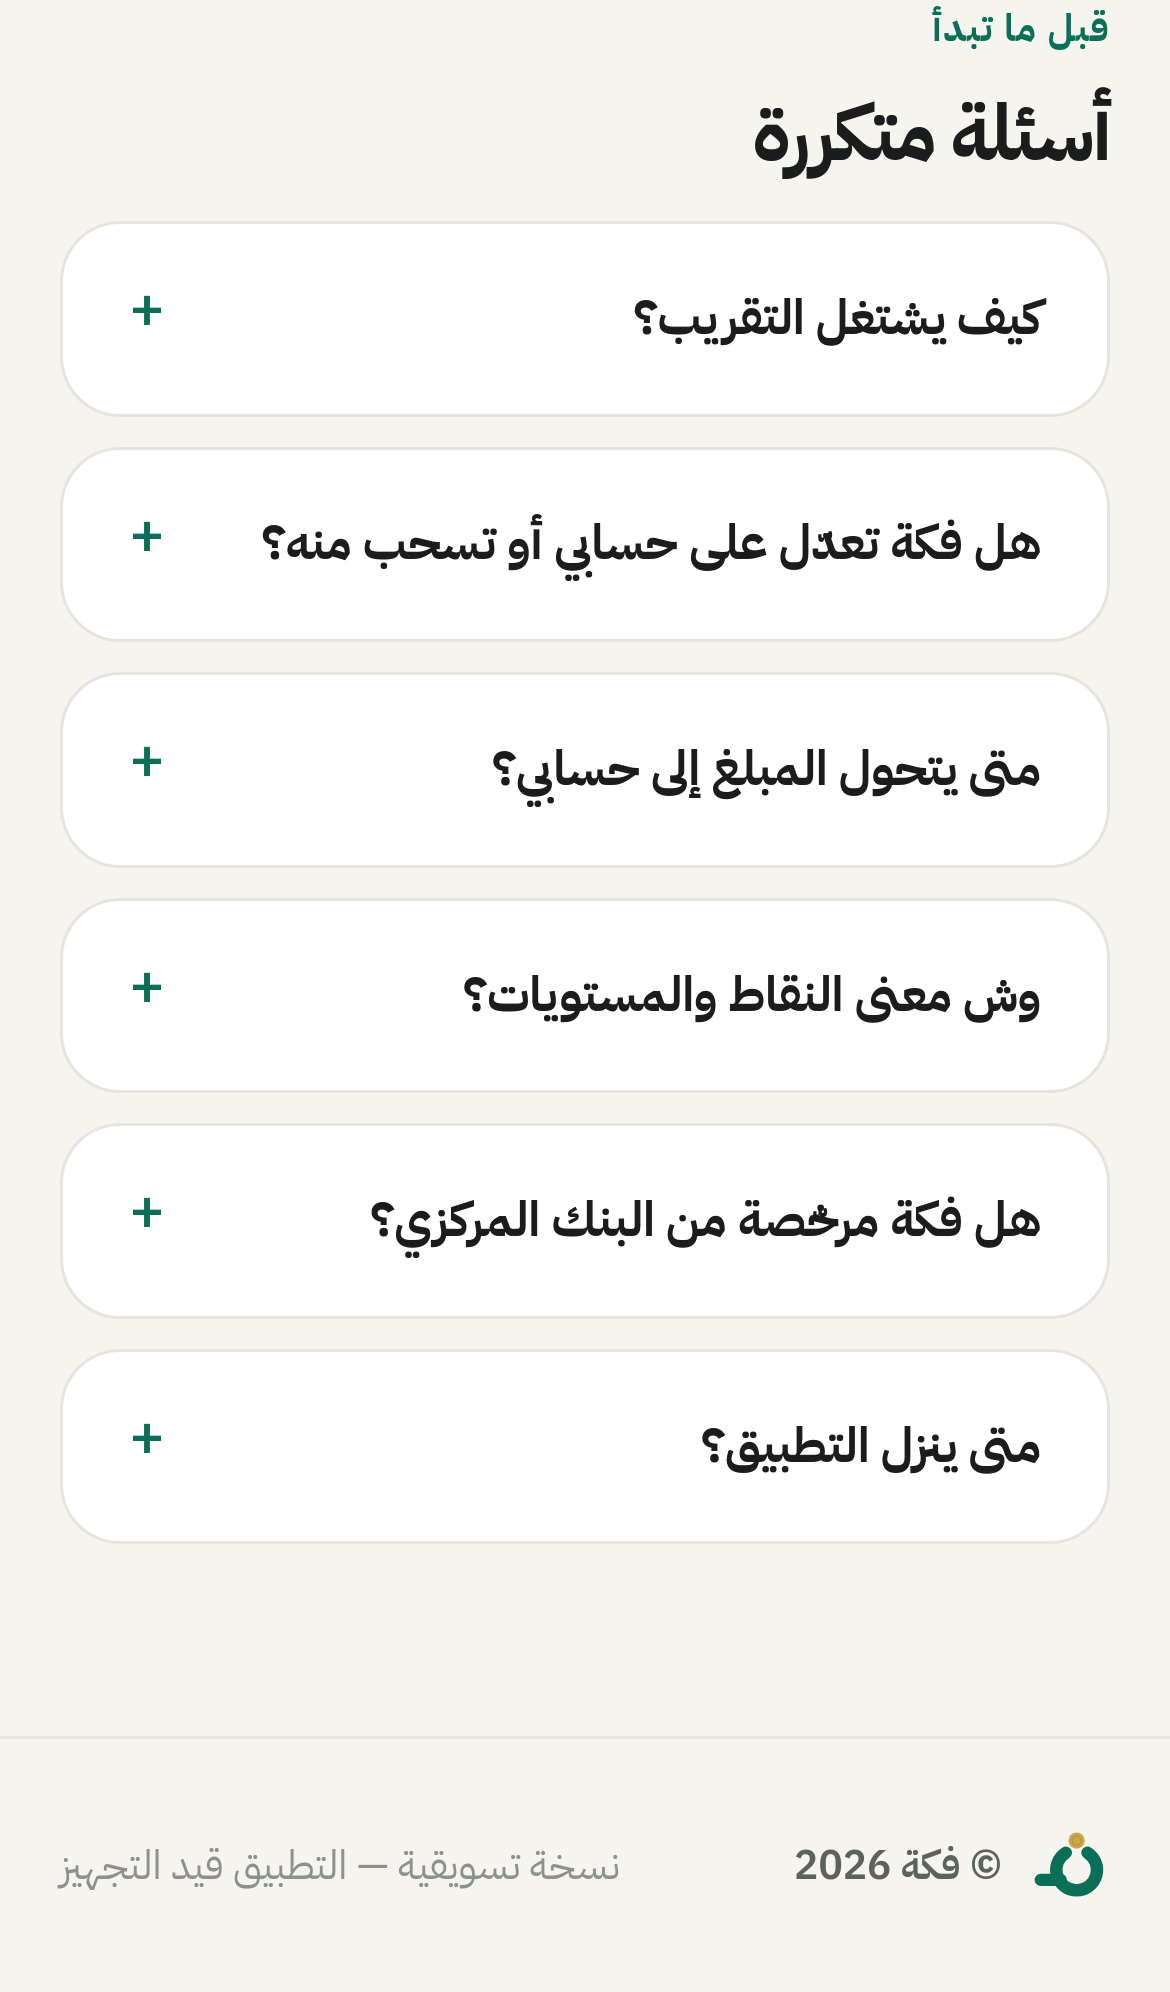 قبل ما تبدأ
أسئلة متكررة
كيف يشتغل التقريب؟ +
هل فكة تعدّل على حسابي أو تسحب منه؟ +
متى يتحول المبلغ إلى حسابي؟ +
وش معنى النقاط والمستويات؟ +
هل فكة مرخّصة من البنك المركزي؟ +
متى ينزل التطبيق؟ +
© فكة 2026 نسخة تسويقية — التطبيق قيد التجهيز